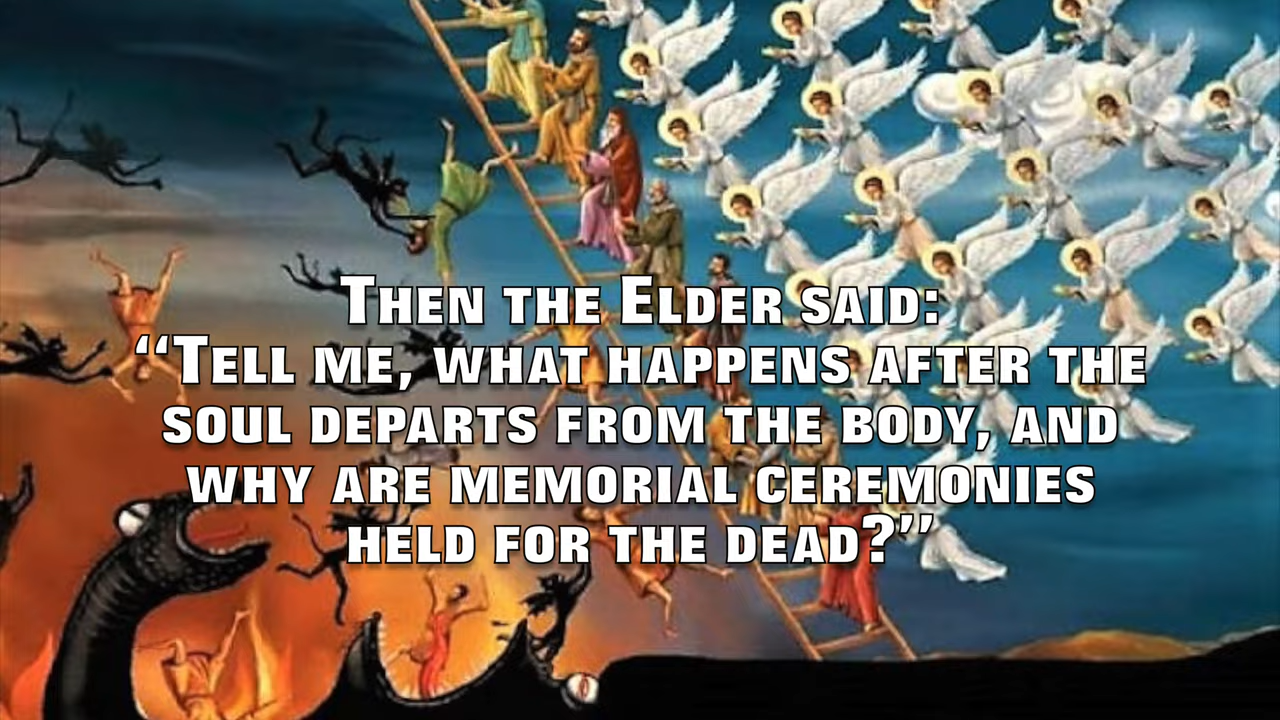 Then the Elder said:
“Tell me, what happens after the
soul departs from the body, and
why are memorial ceremonies
held for the dead?”